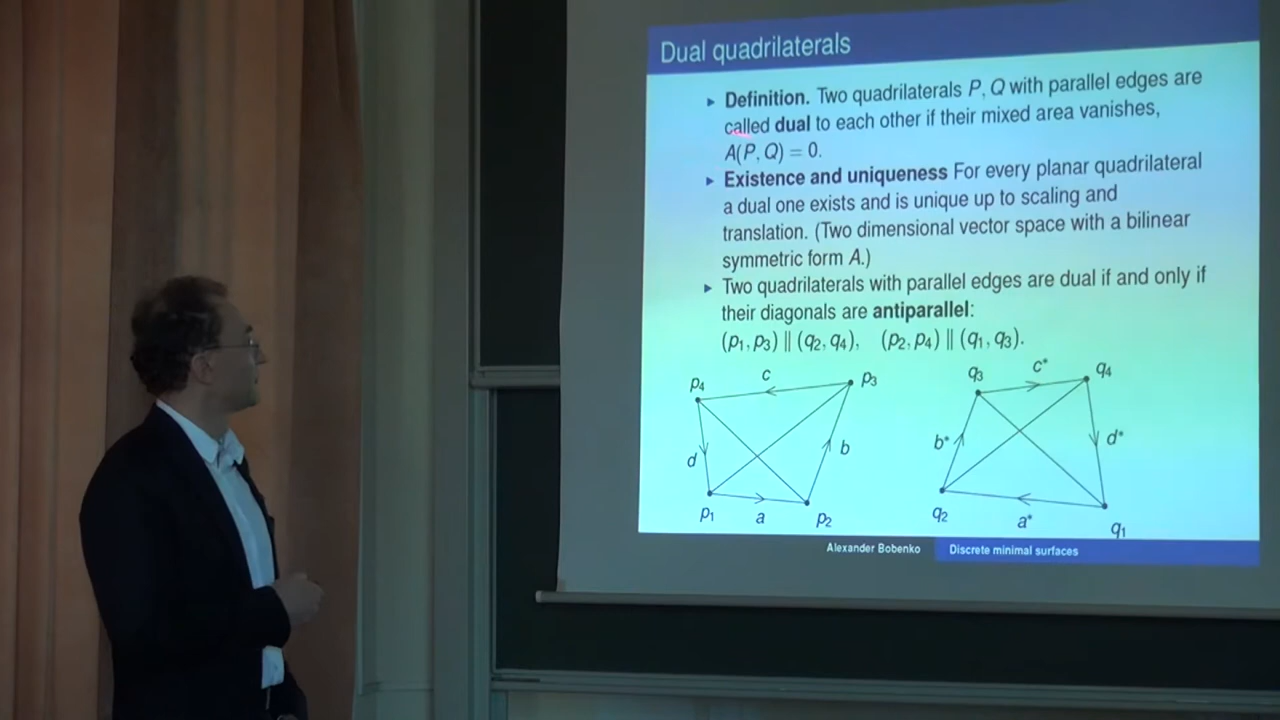 Dual quadrilaterals
▸ Definition. Two quadrilaterals P, Q with parallel edges are
called dual to each other if their mixed area vanishes,
A(P, Q) = 0.
▸ Existence and uniqueness For every planar quadrilateral
a dual one exists and is unique up to scaling and
translation. (Two dimensional vector space with a bilinear
symmetric form A.)
▸ Two quadrilaterals with parallel edges are dual if and only if
their diagonals are antiparallel:
(p₁, p₃) ∥ (q₂, q₄), (p₂, p₄) ∥ (q₁, q₃).
p₄ c p₃
d b
p₁ a p₂
q₃ c* q₄
b* d*
q₂ a* q₁
Alexander Bobenko Discrete minimal surfaces